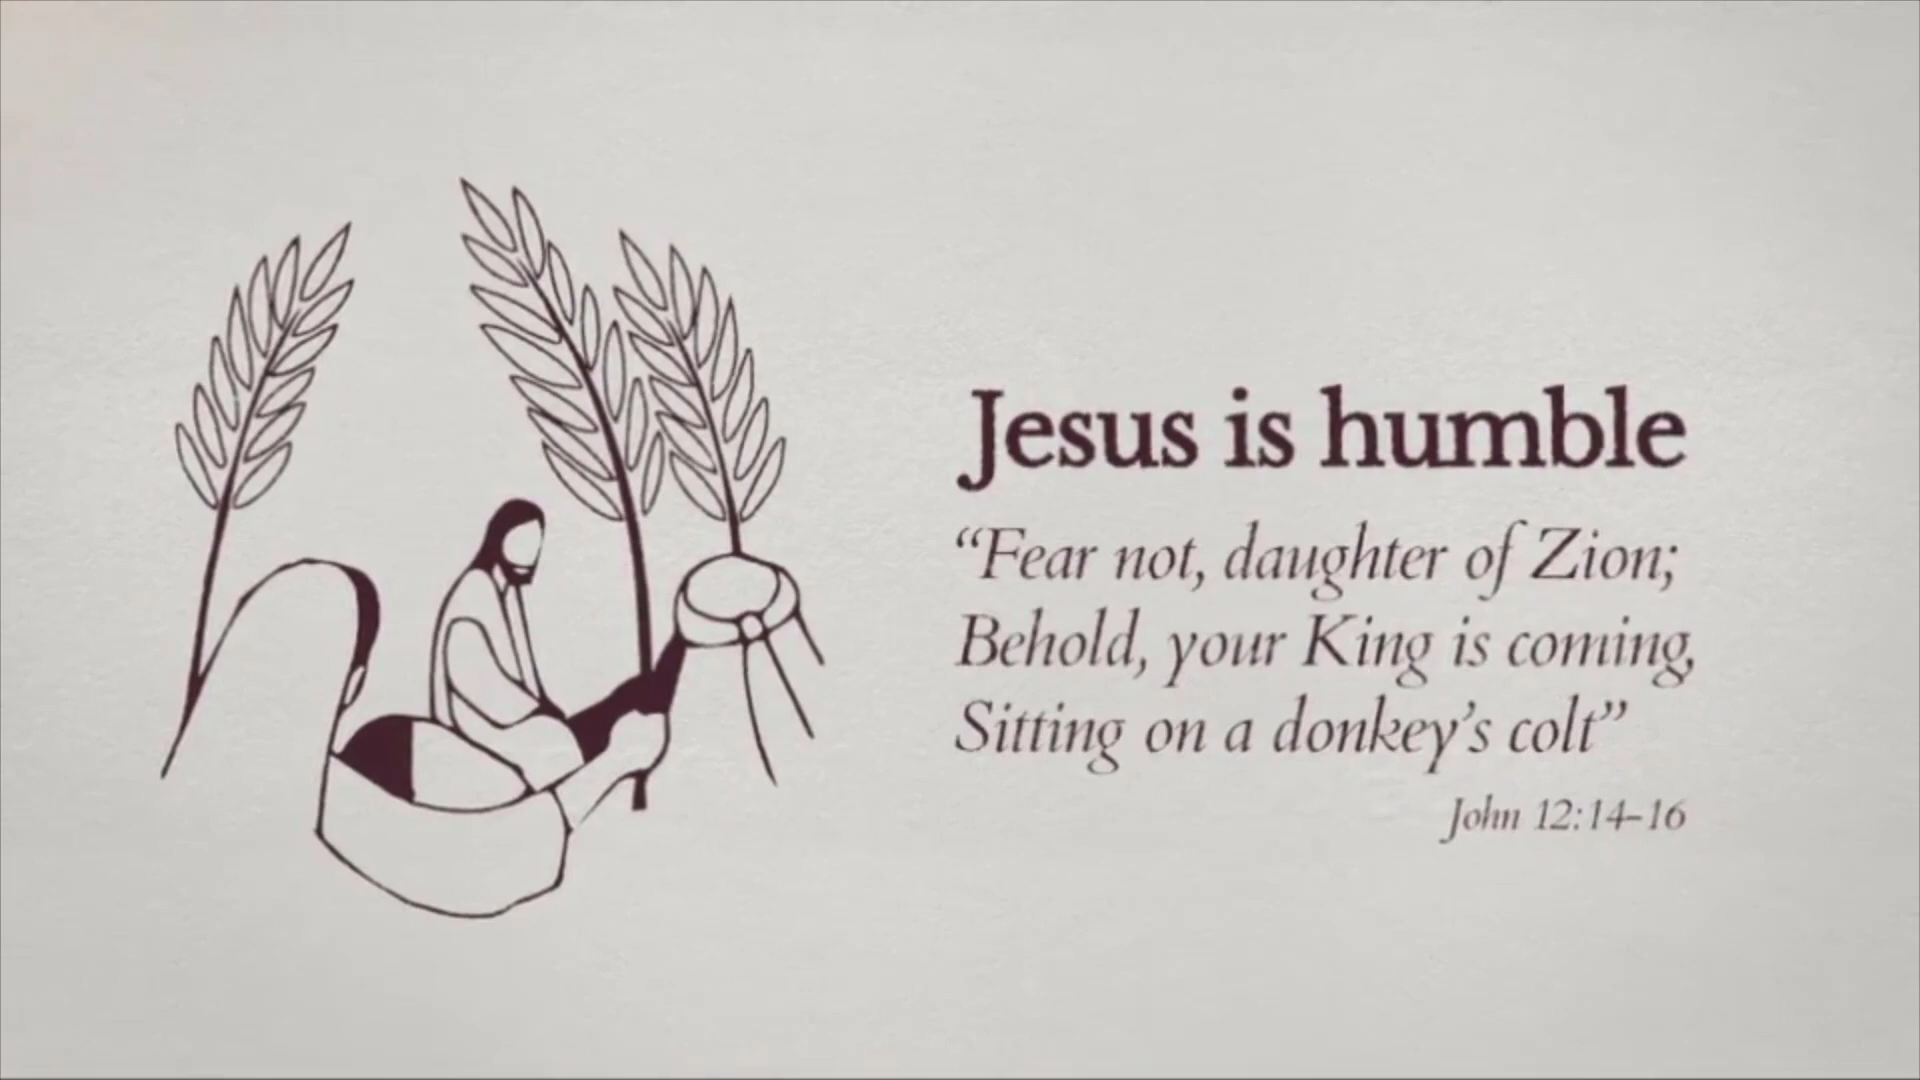 Jesus is humble
“Fear not, daughter of Zion;
Behold, your King is coming,
Sitting on a donkey’s colt”
John 12:14–16